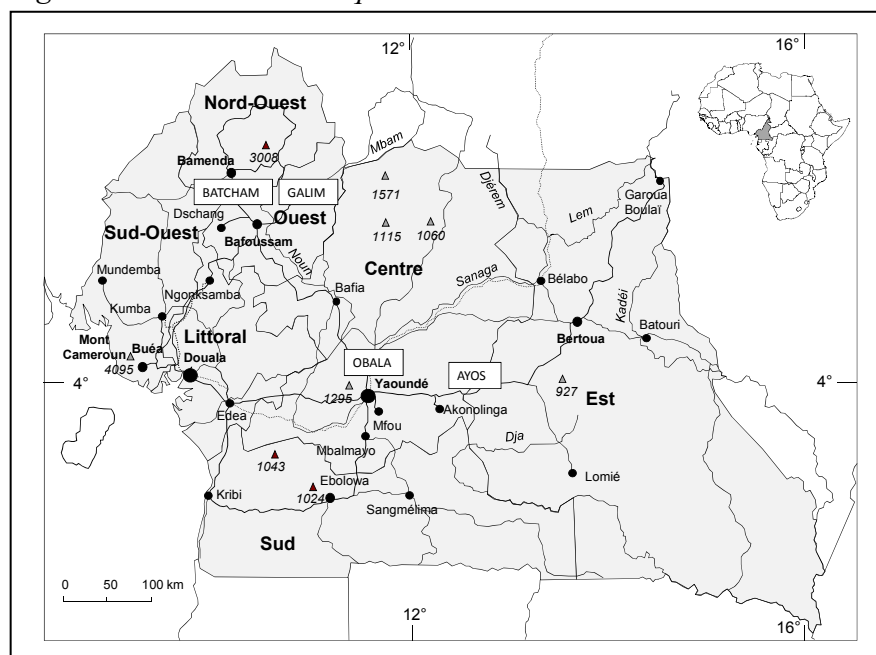 12°
16°
Nord-Ouest
Mbam
3008
Bamenda
1571
Djérem
Garoua
Boulaï
BATCHAM
GALIM
Dschang
Ouest
Lem
Sud-Ouest
Bafoussam
1115
1060
Noun
Centre
Sanaga
Mundemba
Ngonksamba
Bafia
Bélabo
Kadéi
Kumba
Littoral
Bertoua
Batouri
Mont
Cameroun
Buéa
Douala
OBALA
4095
Yaoundé
AYOS
4°
4°
1295
927
Est
Edea
Akonolinga
Mfou
Dja
Mbalmayo
1043
Ebolowa
Lomié
Kribi
1024
Sangmélima
Sud
0 50 100 km
12°
16°